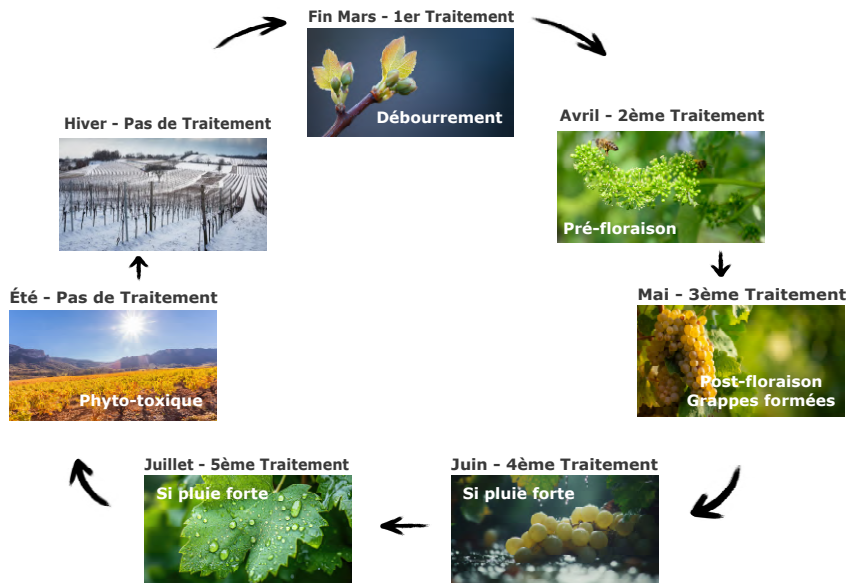 Fin Mars - 1er Traitement
Débourrement
Avril - 2ème Traitement
Pré-floraison
Mai - 3ème Traitement
Post-floraison
Grappes formées
Juin - 4ème Traitement
Si pluie forte
Juillet - 5ème Traitement
Si pluie forte
Été - Pas de Traitement
Phyto-toxique
Hiver - Pas de Traitement